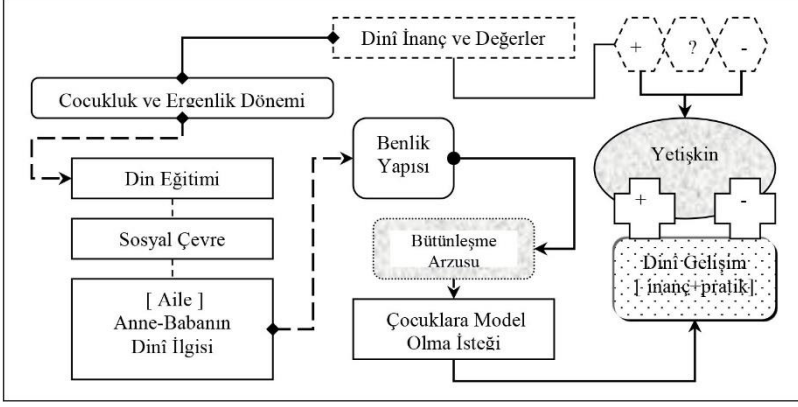 Dinî İnanç ve Değerler
+ ? -
Çocukluk ve Ergenlik Dönemi
Din Eğitimi
Sosyal Çevre
[ Aile ]
Anne-Babanın
Dinî İlgisi
Benlik
Yapısı
Bütünleşme
Arzusu
Çocuklara Model
Olma İsteği
Yetişkin
+ -
Dinî Gelişim
[ inanç+pratik]